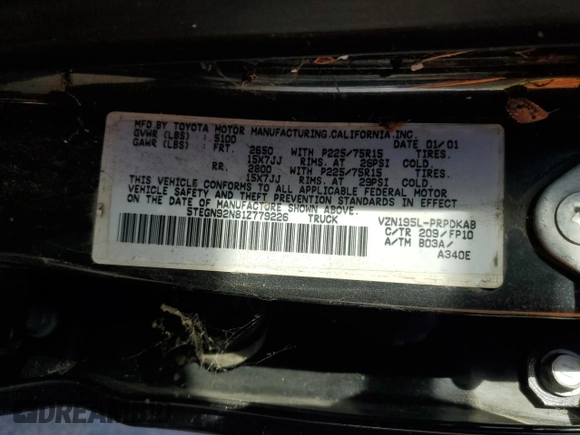 MFD BY TOYOTA MOTOR MANUFACTURING,CALIFORNIA,INC.
GVWR (LBS) 5100 DATE 01/01
GAWR (LBS) FRT. 2650 WITH P225/75R15 TIRES.
15X7JJ RIMS. AT 26PSI COLD.
RR. 2800 WITH P225/75R15 TIRES.
15X7JJ RIMS. AT 29PSI COLD.
THIS VEHICLE CONFORMS TO ALL APPLICABLE FEDERAL MOTOR
VEHICLE SAFETY AND THEFT PREVENTION STANDARDS IN EFFECT
ON THE DATE OF MANUFACTURE SHOWN ABOVE.
5TEGN92N81Z779226 TRUCK
VZN195L-PRPDKAB
C/TR 209/FP10
A/TM B03A/
A340E
DREAMBID